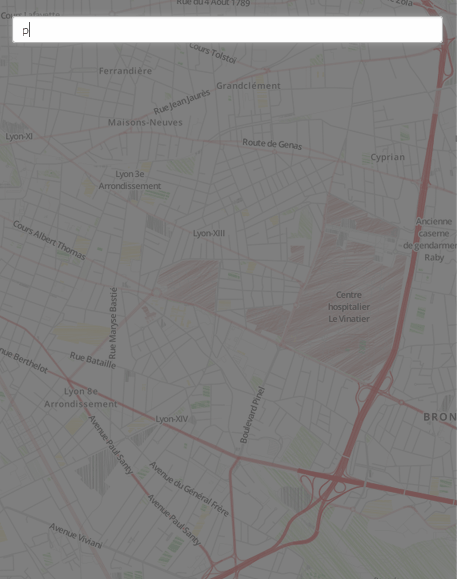 Rue du 4 Août 1789
p
Cours Tolstoï
Ferrandière
Grandclément
Rue Jean Jaurès
Maisons-Neuves
Lyon-XI
Route de Genas
Cyprian
Lyon 3e
Arrondissement
Cours Albert Thomas
Lyon-XIII
Ancienne
caserne
de gendarmer
Raby
Centre
hospitalier
Le Vinatier
Rue Maryse Bastié
nue Berthelot
Rue Bataille
Lyon 8e
Arrondissement
Boulevard Pinel
Lyon-XIV
BRON
Avenue Paul-Santy
Avenue du Général Frère
Avenue Paul-Santy
Avenue Viviani